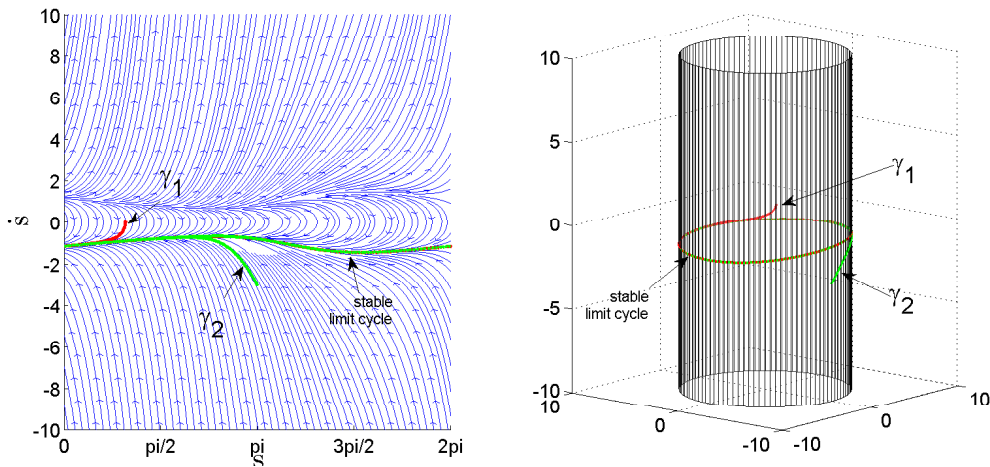 10
8
6
4
2
0
-2
-4
-6
-8
-10
ṡ
γ1
γ2
stable
limit cycle
0 pi/2 pi 3pi/2 2pi
s
10
5
0
-5
-10
γ1
γ2
stable
limit cycle
10 0 -10
-10 0 10